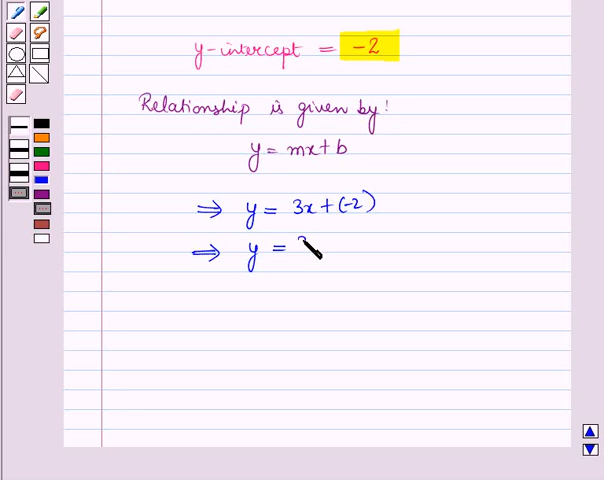 y-intercept = -2
Relationship is given by:
y = mx+b
⇒ y = 3x+(-2)
⇒ y =